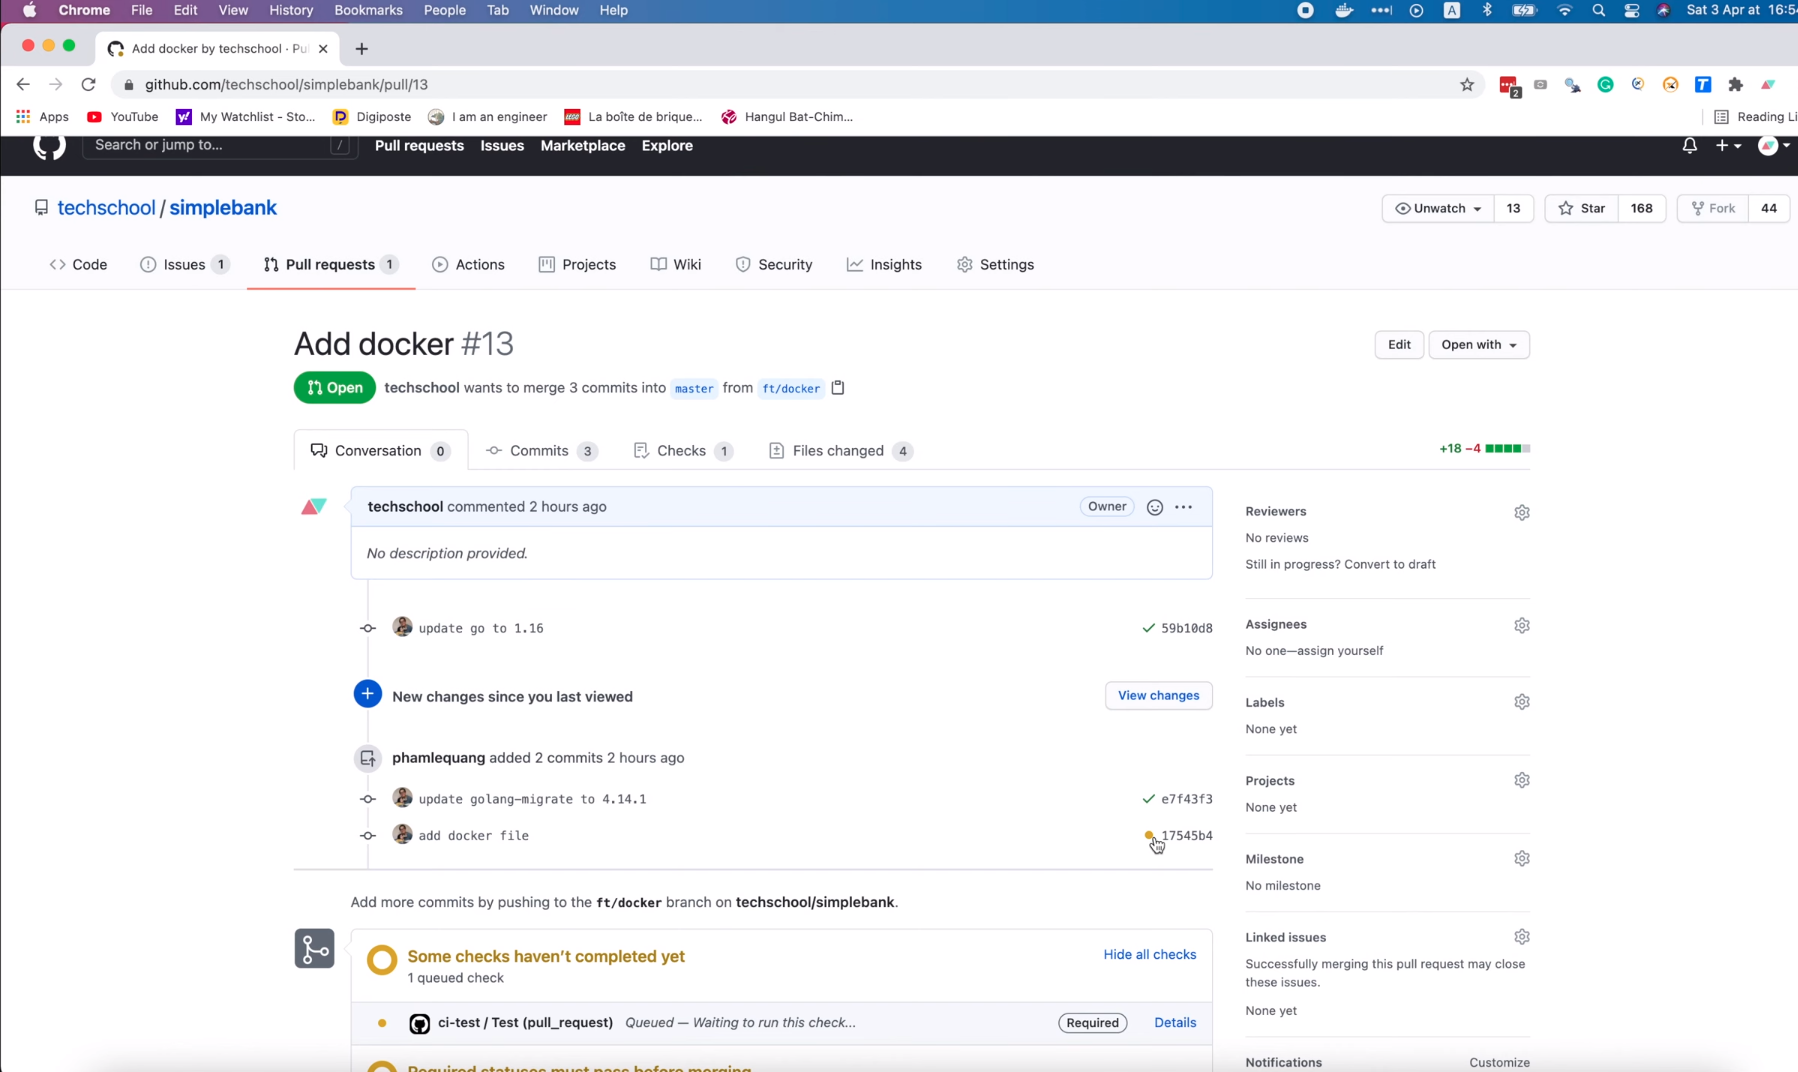 Chrome File Edit View History Bookmarks People Tab Window Help
A Sat 3 Apr at 16:54
Add docker by techschool · Pu
github.com/techschool/simplebank/pull/13
2
Apps YouTube My Watchlist - Sto... Digiposte I am an engineer La boîte de brique... Hangul Bat-Chim... Reading Li
Search or jump to... / Pull requests Issues Marketplace Explore
techschool / simplebank
Unwatch 13 Star 168 Fork 44
Code Issues 1 Pull requests 1 Actions Projects Wiki Security Insights Settings
Add docker #13
Edit Open with
Open techschool wants to merge 3 commits into master from ft/docker
Conversation 0 Commits 3 Checks 1 Files changed 4 +18 −4
techschool commented 2 hours ago Owner
No description provided.
update go to 1.16 59b10d8
New changes since you last viewed View changes
phamlequang added 2 commits 2 hours ago
update golang-migrate to 4.14.1 e7f43f3
add docker file 17545b4
Add more commits by pushing to the ft/docker branch on techschool/simplebank.
Some checks haven't completed yet Hide all checks
1 queued check
ci-test / Test (pull_request) Queued — Waiting to run this check... Required Details
Required statuses must pass before merging
Reviewers
No reviews
Still in progress? Convert to draft
Assignees
No one—assign yourself
Labels
None yet
Projects
None yet
Milestone
No milestone
Linked issues
Successfully merging this pull request may close
these issues.
None yet
Notifications Customize